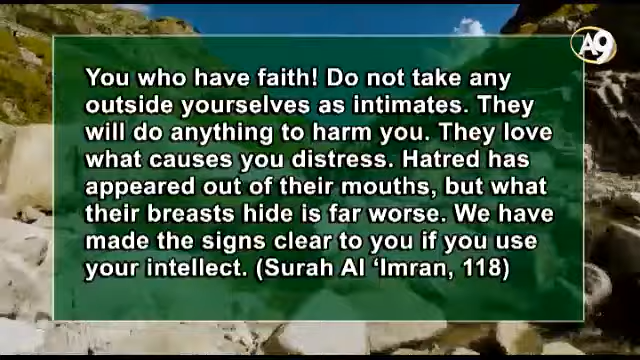 A9
You who have faith! Do not take any
outside yourselves as intimates. They
will do anything to harm you. They love
what causes you distress. Hatred has
appeared out of their mouths, but what
their breasts hide is far worse. We have
made the signs clear to you if you use
your intellect. (Surah Al ‘Imran, 118)